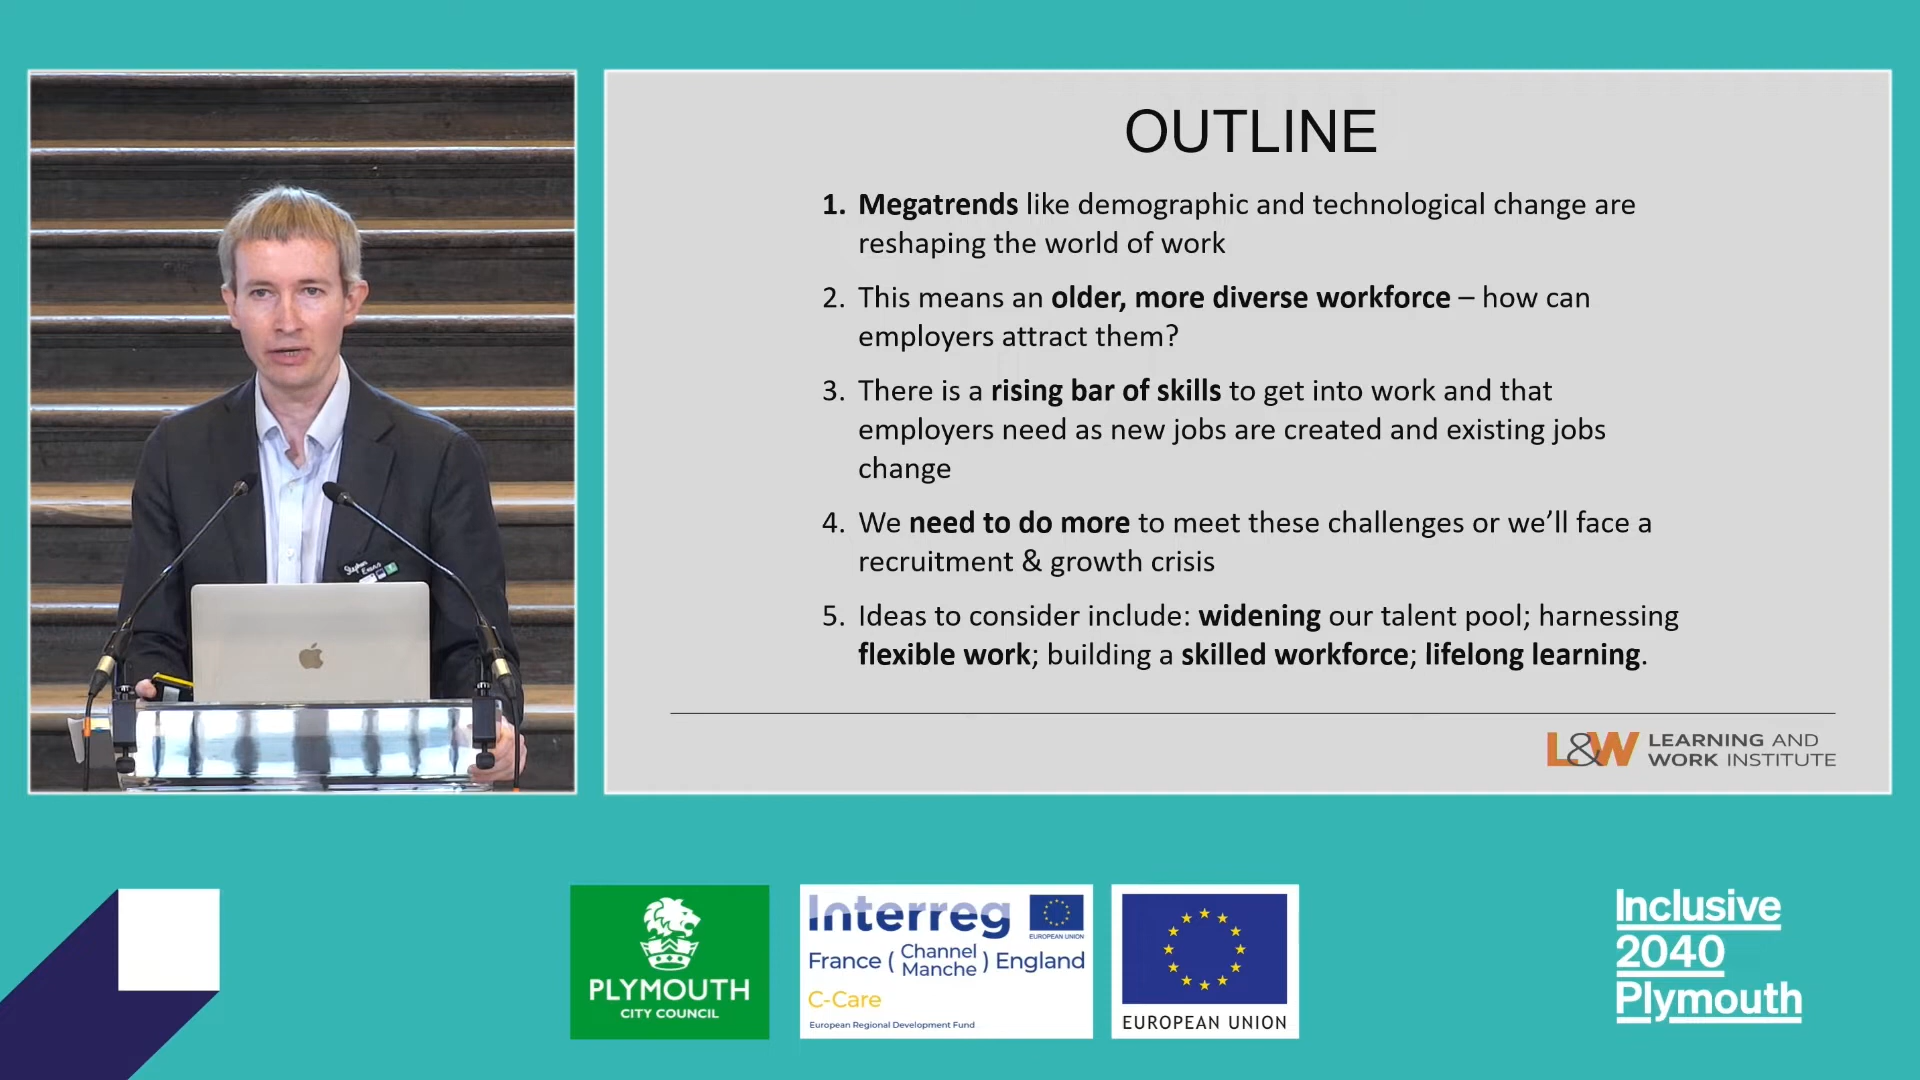 OUTLINE
1. Megatrends like demographic and technological change are
reshaping the world of work
2. This means an older, more diverse workforce – how can
employers attract them?
3. There is a rising bar of skills to get into work and that
employers need as new jobs are created and existing jobs
change
4. We need to do more to meet these challenges or we’ll face a
recruitment & growth crisis
5. Ideas to consider include: widening our talent pool; harnessing
flexible work; building a skilled workforce; lifelong learning.
L&W LEARNING AND
WORK INSTITUTE
Stephen
Evans
PLYMOUTH
CITY COUNCIL
Interreg
EUROPEAN UNION
France ( Channel
Manche ) England
C-Care
European Regional Development Fund
EUROPEAN UNION
Inclusive
2040
Plymouth